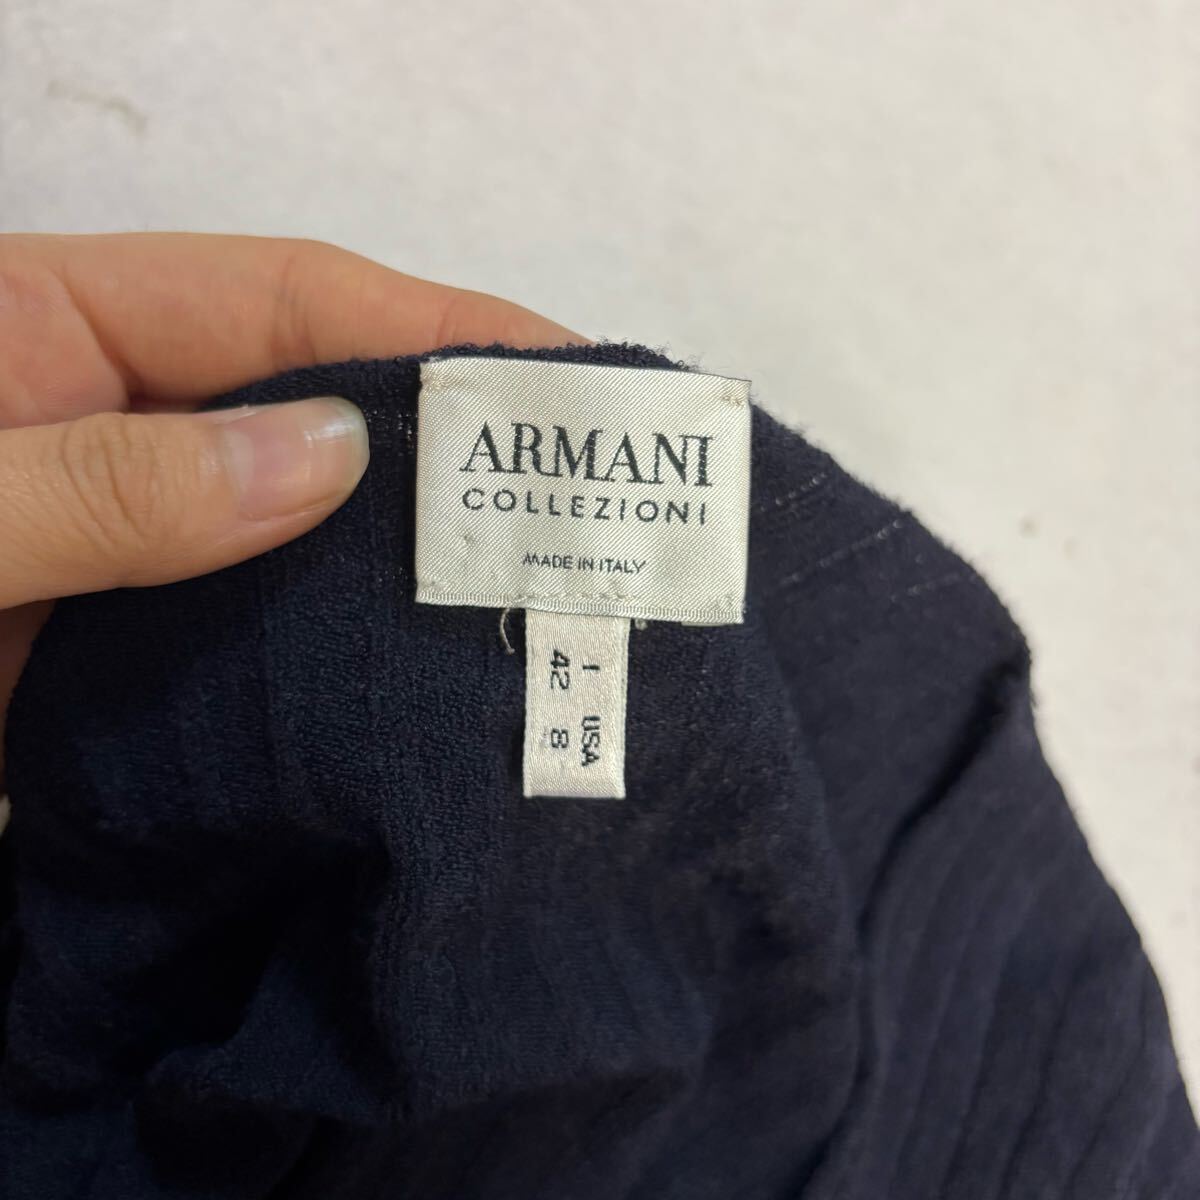 ARMANI
COLLEZIONI
MADE IN ITALY
I USA
42 8